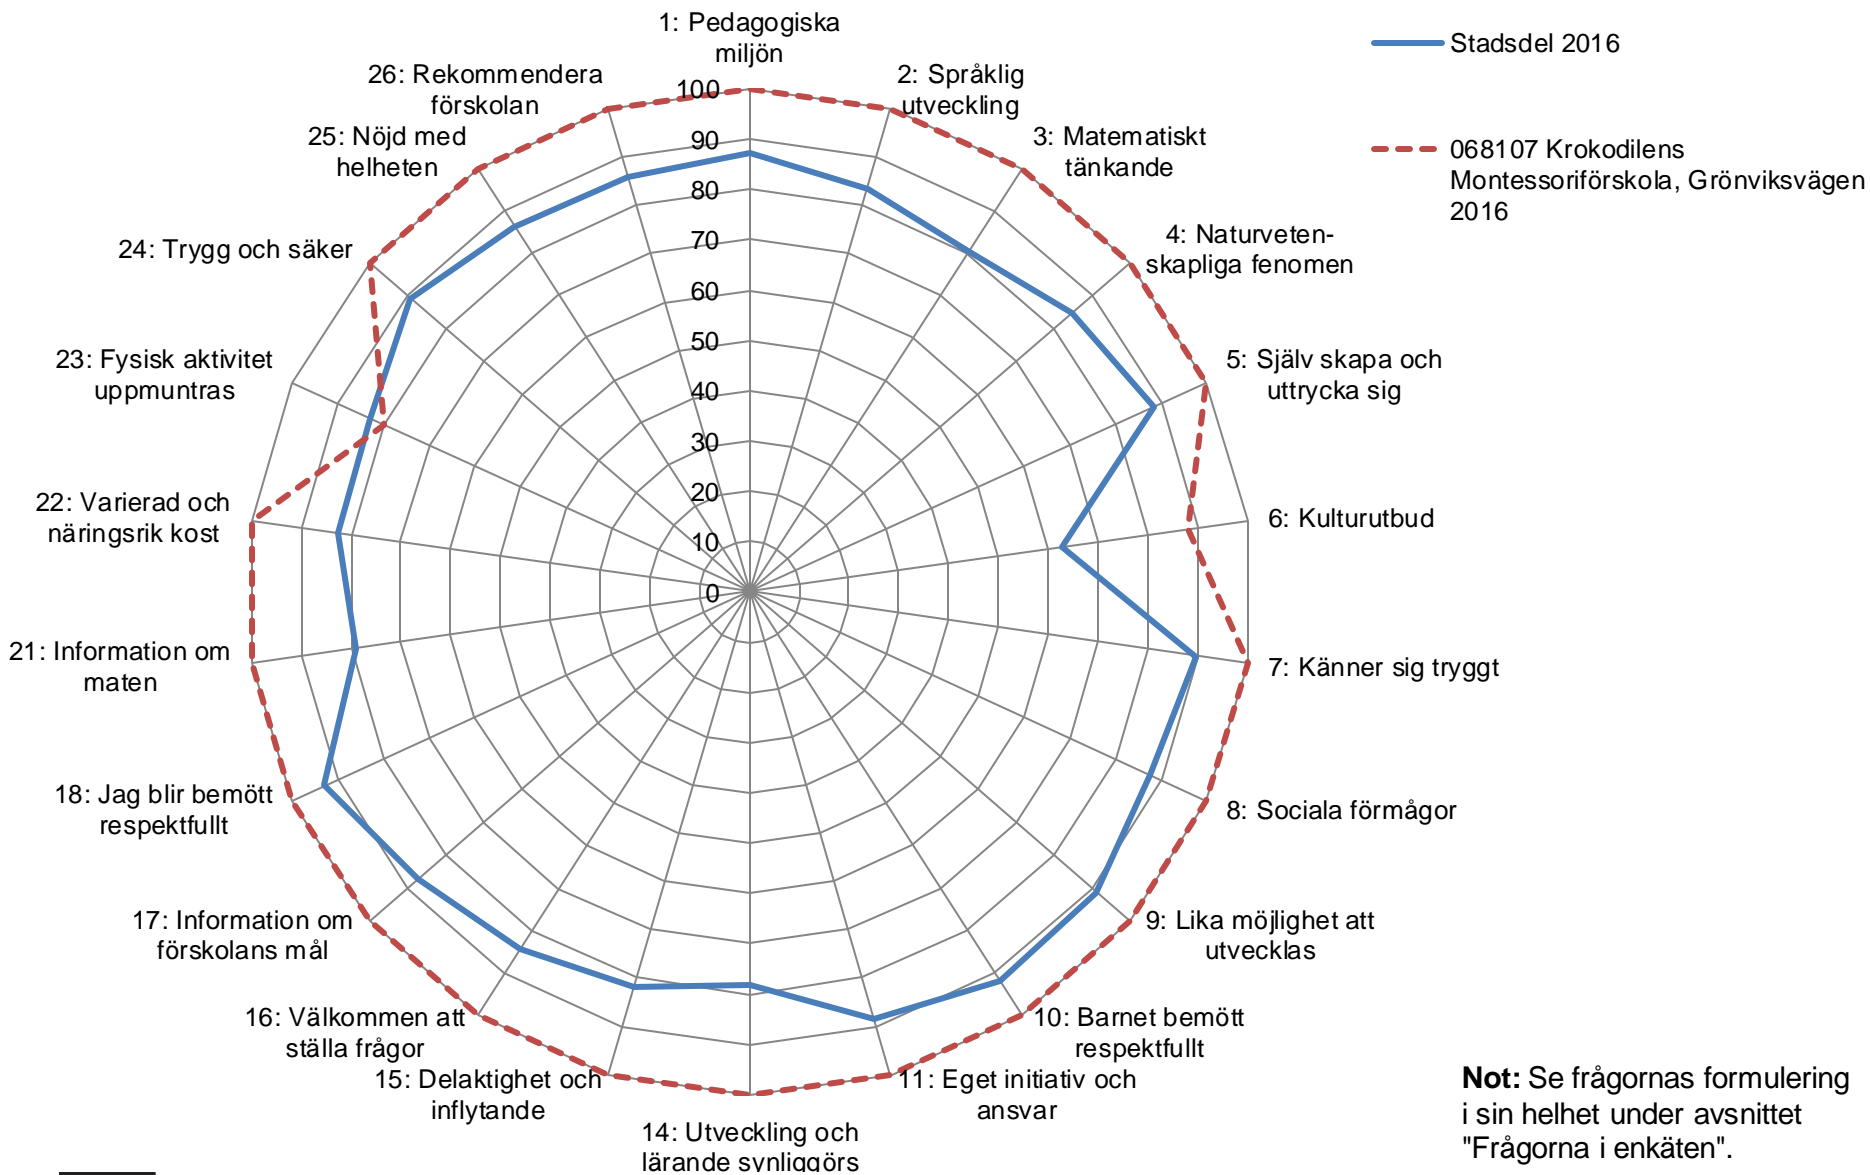 1: Pedagogiska
miljön
2: Språklig
utveckling
3: Matematiskt
tänkande
4: Naturveten-
skapliga fenomen
5: Själv skapa och
uttrycka sig
6: Kulturutbud
7: Känner sig tryggt
8: Sociala förmågor
9: Lika möjlighet att
utvecklas
10: Barnet bemött
respektfullt
11: Eget initiativ och
ansvar
14: Utveckling och
lärande synliggörs
15: Delaktighet och
inflytande
16: Välkommen att
ställa frågor
17: Information om
förskolans mål
18: Jag blir bemött
respektfullt
21: Information om
maten
22: Varierad och
näringsrik kost
23: Fysisk aktivitet
uppmuntras
24: Trygg och säker
25: Nöjd med
helheten
26: Rekommendera
förskolan
100
90
80
70
60
50
40
30
20
10
0
Stadsdel 2016
068107 Krokodilens
Montessoriförskola, Grönviksvägen
2016
Not: Se frågornas formulering
i sin helhet under avsnittet
"Frågorna i enkäten".